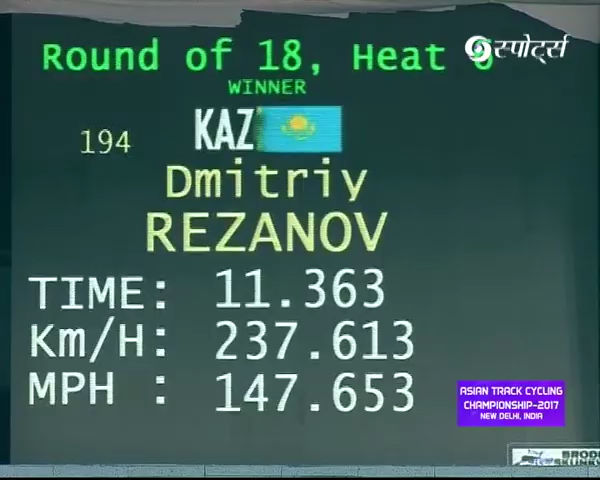 Round of 18, Heat 6
स्पोर्ट्स
WINNER
194
KAZ
Dmitriy
REZANOV
TIME: 11.363
Km/H: 237.613
MPH : 147.653
ASIAN TRACK CYCLING
CHAMPIONSHIP-2017
NEW DELHI, INDIA